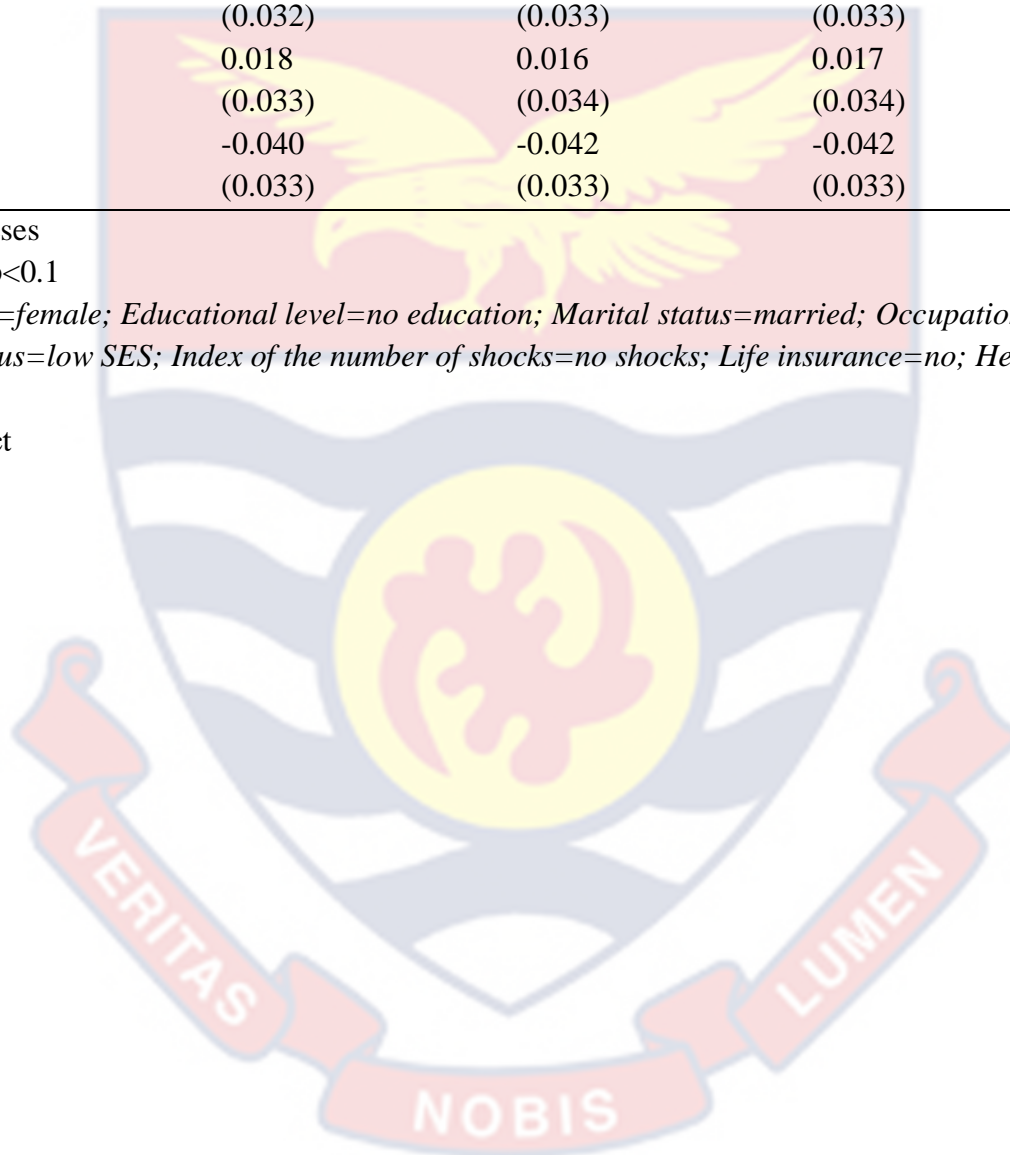 (0.032) (0.033) (0.033)
0.018 0.016 0.017
(0.033) (0.034) (0.034)
-0.040 -0.042 -0.042
(0.033) (0.033) (0.033)
ses
p<0.1
=female; Educational level=no education; Marital status=married; Occupation
us=low SES; Index of the number of shocks=no shocks; Life insurance=no; He
ct
VERITAS
NOBIS
LUMEN